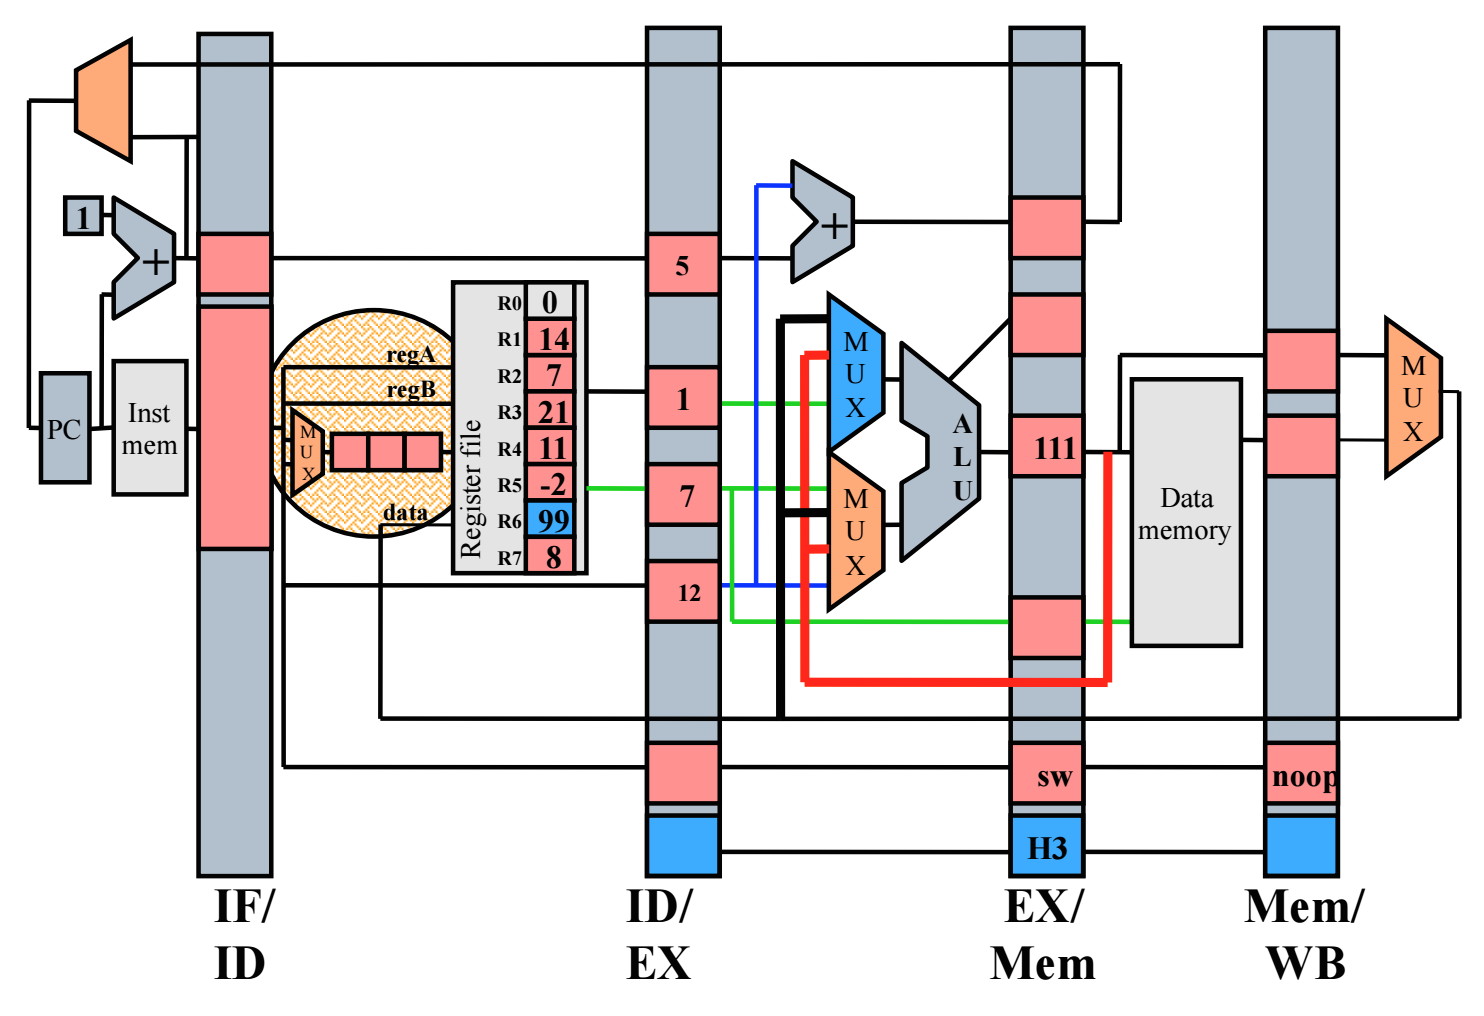 1
+
PC
Inst
mem
regA
regB
M
U
X
data
Register file
R0 0
R1 14
R2 7
R3 21
R4 11
R5 -2
R6 99
R7 8
5
1
7
12
+
M
U
X
M
U
X
A
L
U
111
sw
H3
Data
memory
noop
M
U
X
IF/
ID
ID/
EX
EX/
Mem
Mem/
WB